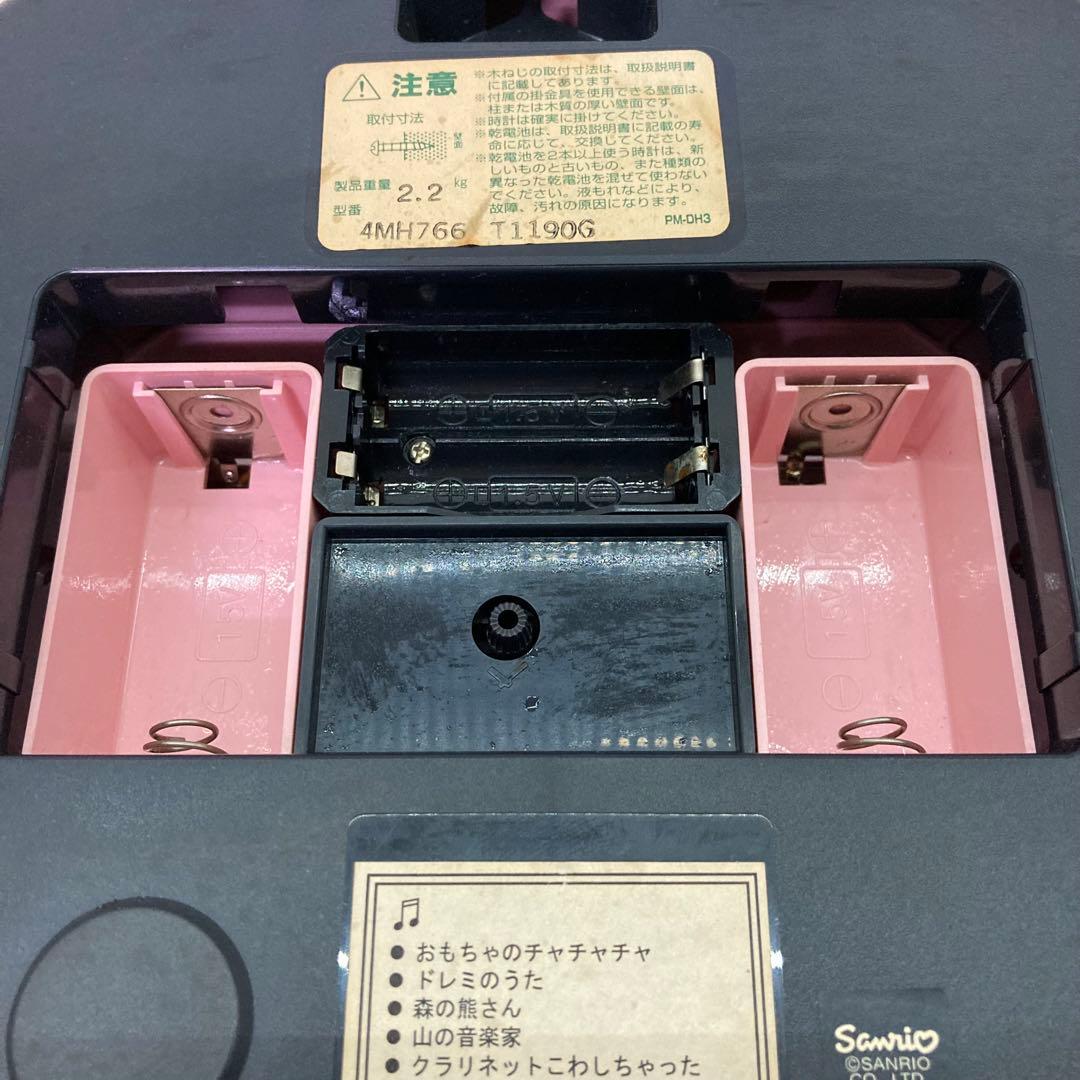 注意
※木ねじの取付寸法は、取扱説明書
に記載してあります。
※付属の掛金具を使用できる壁面は、
柱または木質の厚い壁面です。
※時計は確実に掛けてください。
※乾電池は、取扱説明書に記載の寿
命に応じて、交換してください。
※乾電池を2本以上使う時計は、新
しいものと古いもの、また種類の
異なった乾電池を混ぜて使わない
でください。液もれなどにより、
故障、汚れの原因になります。
取付寸法
壁面
製品重量 2.2 kg
型番
4MH766 T1190G
PM-DH3
⊕ 1.5V ⊖
⊕ 1.5V ⊖
⊕ 1.5V ⊖
⊕ 1.5V ⊖
● おもちゃのチャチャチャ
● ドレミのうた
● 森の熊さん
● 山の音楽家
● クラリネットこわしちゃった
Sanrio
©SANRIO
CO., LTD.